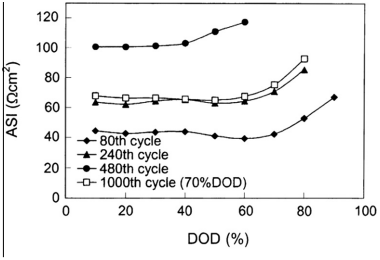 120
100
80
60
40
20
0
ASI (Ωcm²)
80th cycle
240th cycle
480th cycle
1000th cycle (70%DOD)
0 20 40 60 80 100
DOD (%)